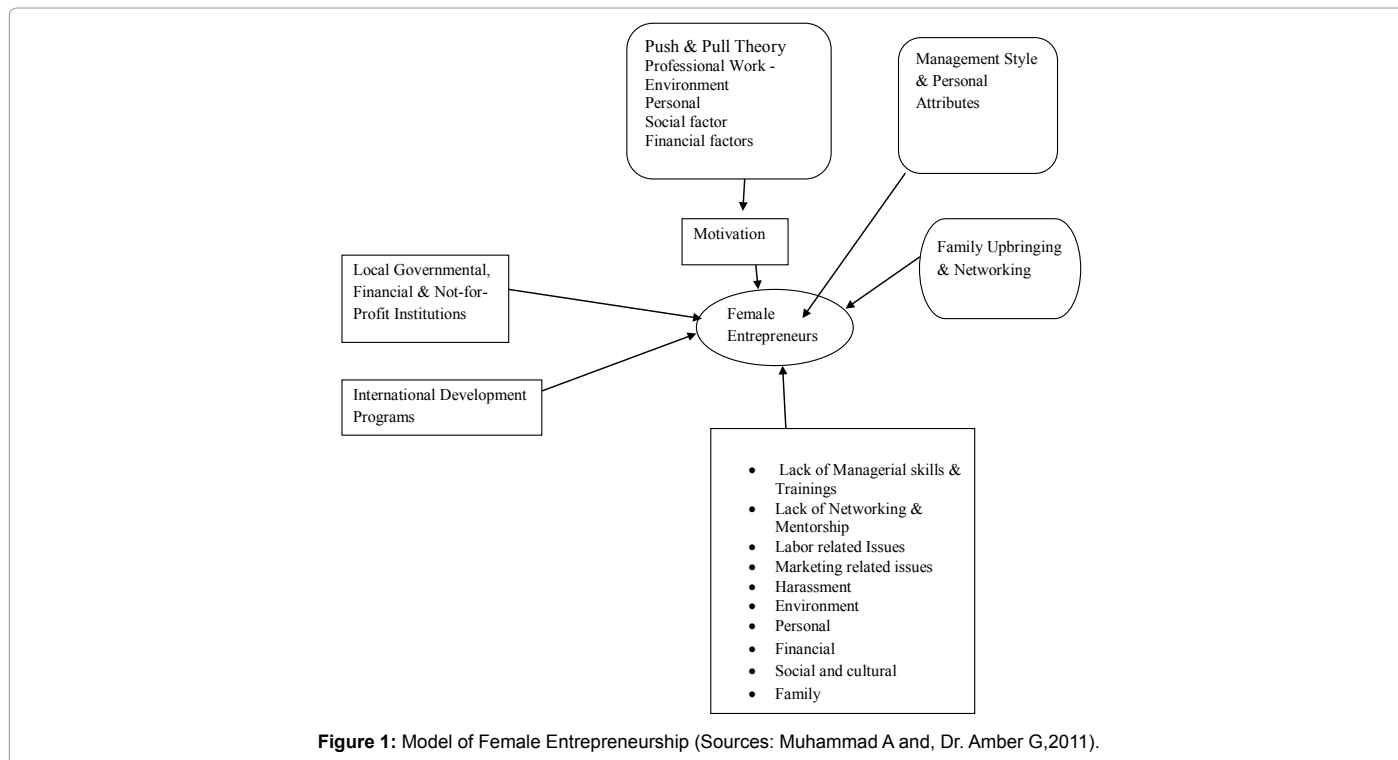 Push & Pull Theory
Professional Work -
Environment
Personal
Social factor
Financial factors
Management Style
& Personal
Attributes
Motivation
Family Upbringing
& Networking
Local Governmental,
Financial & Not-for-
Profit Institutions
Female
Entrepreneurs
International Development
Programs
• Lack of Managerial skills &
Trainings
• Lack of Networking &
Mentorship
• Labor related Issues
• Marketing related issues
• Harassment
• Environment
• Personal
• Financial
• Social and cultural
• Family
Figure 1: Model of Female Entrepreneurship (Sources: Muhammad A and, Dr. Amber G,2011).